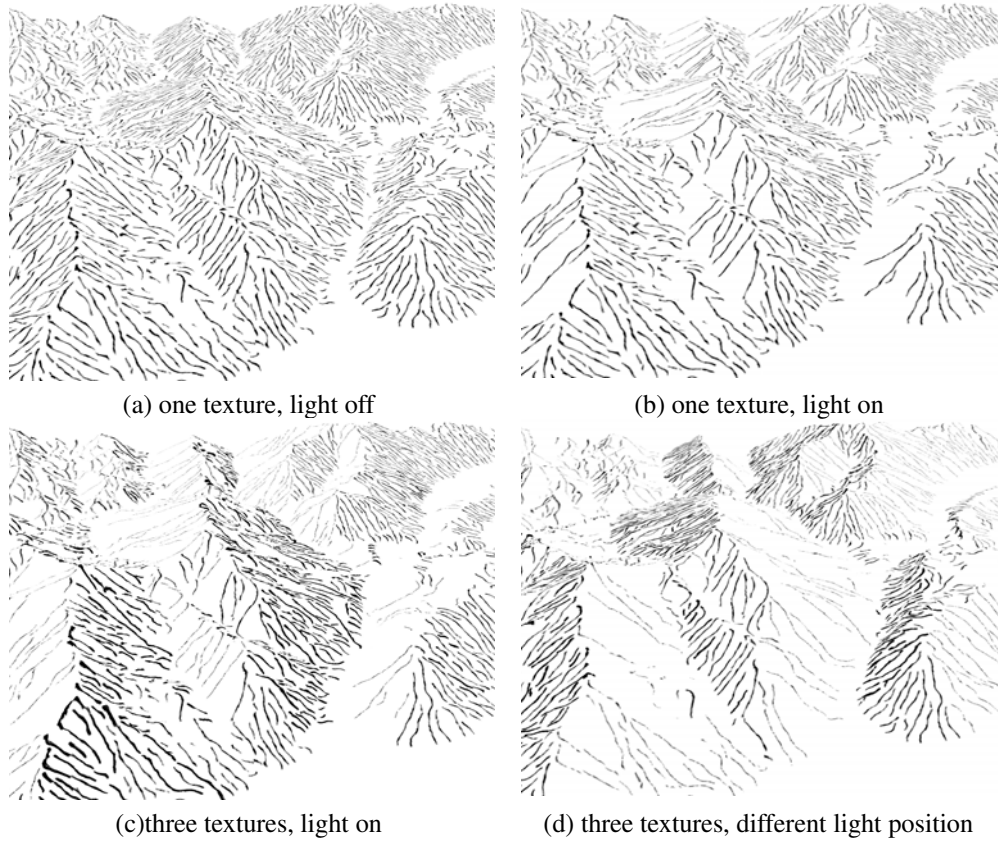 (a) one texture, light off
(b) one texture, light on
(c)three textures, light on
(d) three textures, different light position